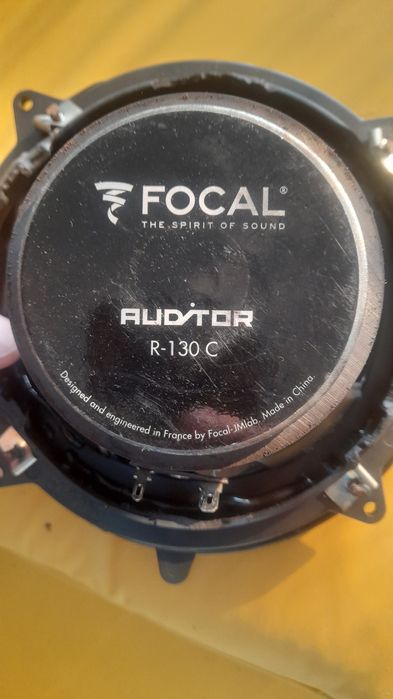 FOCAL®
THE SPIRIT OF SOUND
AUDITOR
R-130 C
Designed and engineered in France by Focal-JMlab. Made in China.